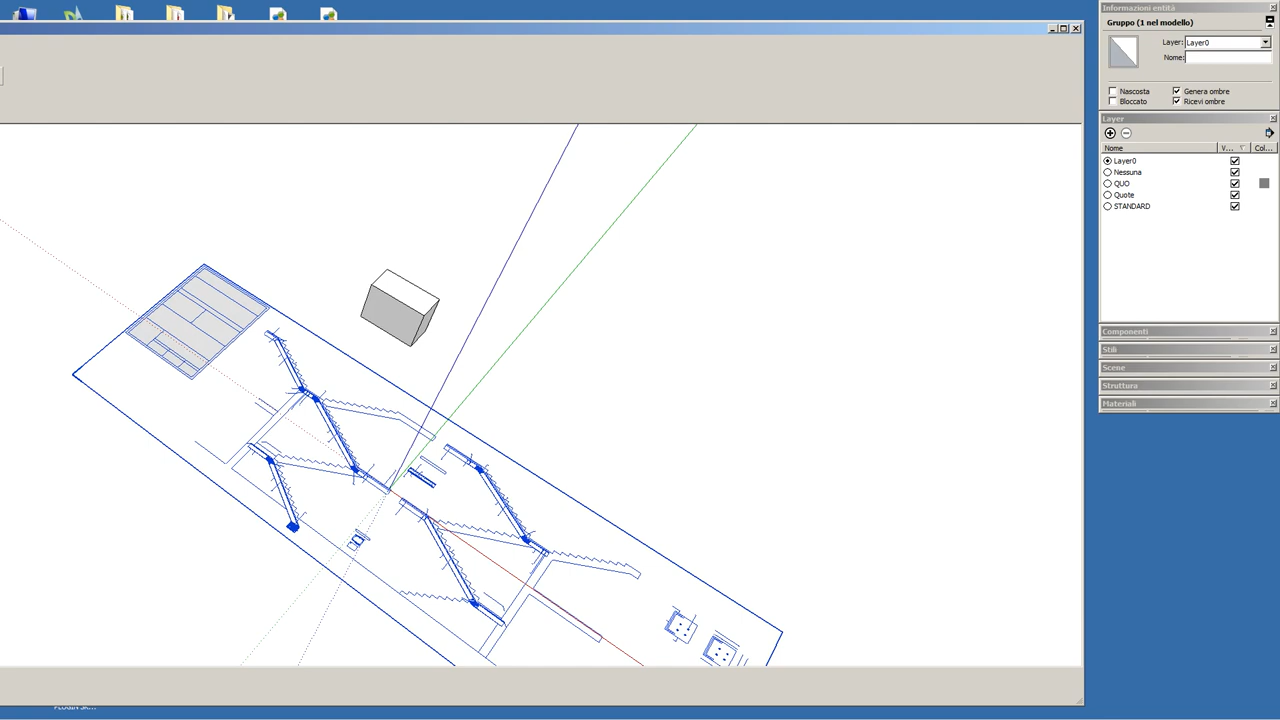 Informazioni entità
Gruppo (1 nel modello)
Layer: Layer0
Nome:
Nascosta
Genera ombre
Bloccato
Ricevi ombre
Layer
Nome V... Col...
Layer0
Nessuna
QUO
Quote
STANDARD
Componenti
Stili
Scene
Struttura
Materiali